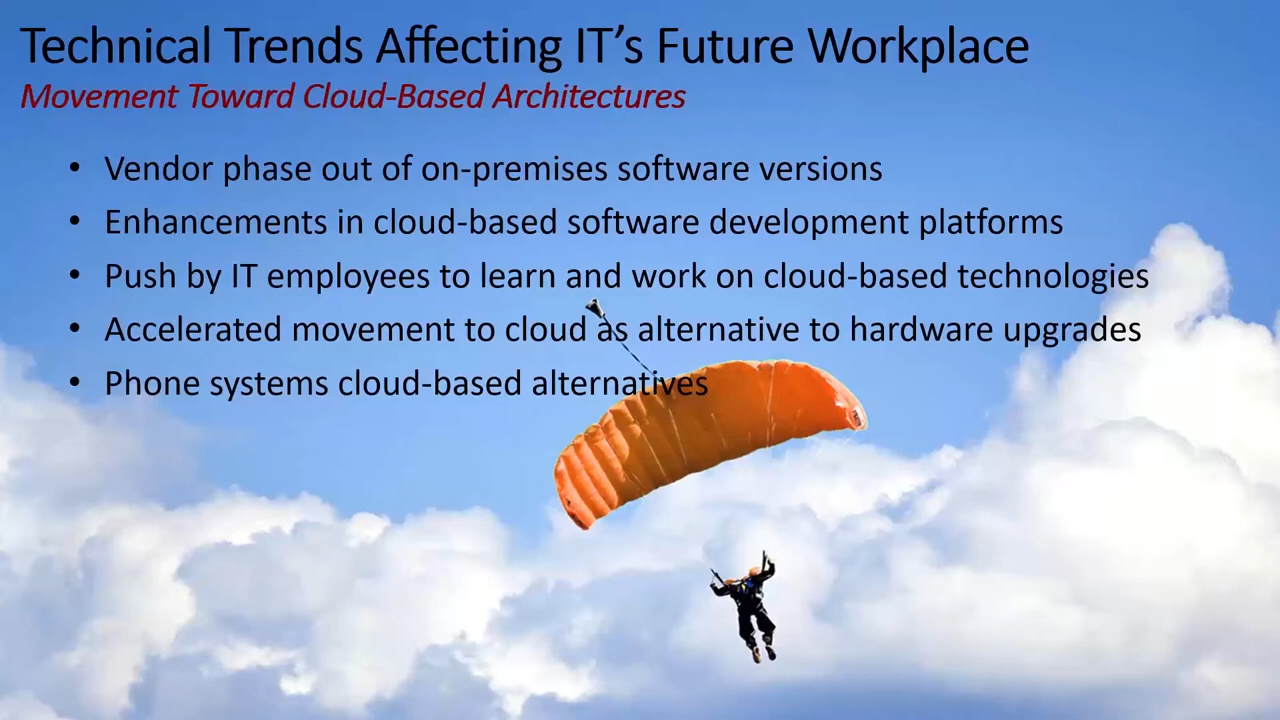 Technical Trends Affecting IT’s Future Workplace
Movement Toward Cloud-Based Architectures
• Vendor phase out of on-premises software versions
• Enhancements in cloud-based software development platforms
• Push by IT employees to learn and work on cloud-based technologies
• Accelerated movement to cloud as alternative to hardware upgrades
• Phone systems cloud-based alternatives